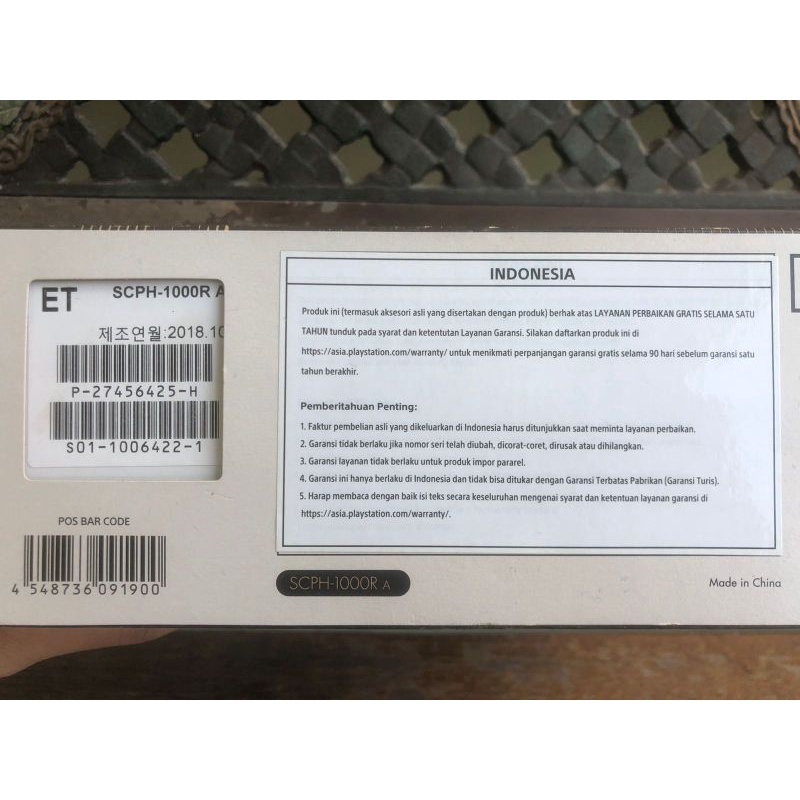 ET
SCPH-1000R A
제조연월:2018.10
P-27456425-H
S01-1006422-1
POS BAR CODE
4 548736 091900
INDONESIA
Produk ini (termasuk aksesori asli yang disertakan dengan produk) berhak atas LAYANAN PERBAIKAN GRATIS SELAMA SATU
TAHUN tunduk pada syarat dan ketentutan Layanan Garansi. Silakan daftarkan produk ini di
https://asia.playstation.com/warranty/ untuk menikmati perpanjangan garansi gratis selama 90 hari sebelum garansi satu
tahun berakhir.
Pemberitahuan Penting:
1. Faktur pembelian asli yang dikeluarkan di Indonesia harus ditunjukkan saat meminta layanan perbaikan.
2. Garansi tidak berlaku jika nomor seri telah diubah, dicorat-coret, dirusak atau dihilangkan.
3. Garansi layanan tidak berlaku untuk produk impor pararel.
4. Garansi ini hanya berlaku di Indonesia dan tidak bisa ditukar dengan Garansi Terbatas Pabrikan (Garansi Turis).
5. Harap membaca dengan baik isi teks secara keseluruhan mengenai syarat dan ketentuan layanan garansi di
https://asia.playstation.com/warranty/.
SCPH-1000R A
Made in China